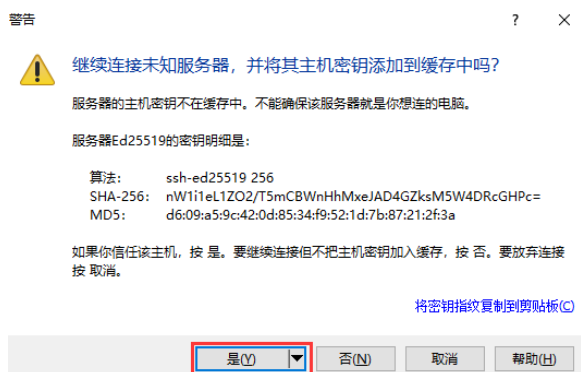 警告
?
×
继续连接未知服务器，并将其主机密钥添加到缓存中吗？
服务器的主机密钥不在缓存中。不能确保该服务器就是你想连的电脑。
服务器Ed25519的密钥明细是：
算法： ssh-ed25519 256
SHA-256: nW1i1eL1ZO2/T5mCBWnHhMxeJAD4GZksM5W4DRcGHPc=
MD5: d6:09:a5:9c:42:0d:85:34:f9:52:1d:7b:87:21:2f:3a
如果你信任该主机，按 是。要继续连接但不把主机密钥加入缓存，按 否。要放弃连接
按 取消。
将密钥指纹复制到剪贴板(C)
是(Y) 否(N) 取消 帮助(H)